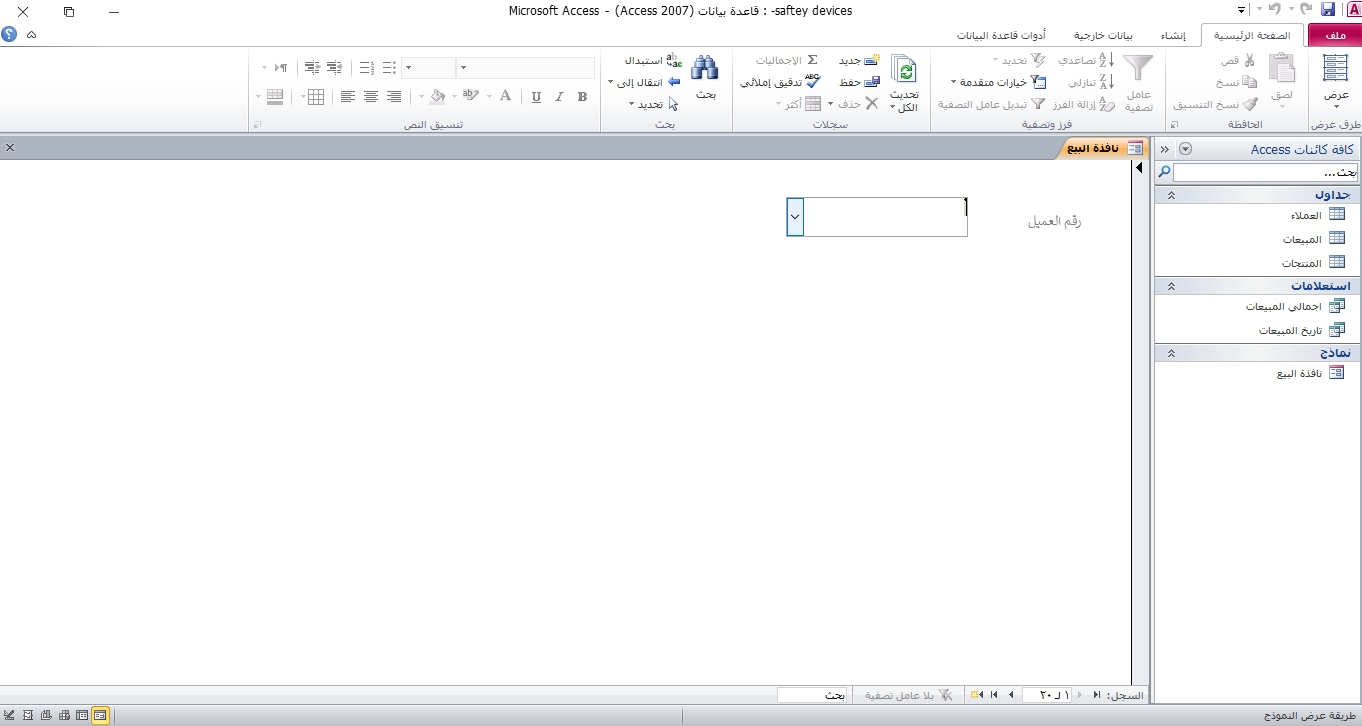 saftey devices- : قاعدة بيانات (Access 2007) - Microsoft Access
ملف الصفحة الرئيسية إنشاء بيانات خارجية أدوات قاعدة البيانات
عرض
طرق عرض
لصق
قص
نسخ
نسخ التنسيق
الحافظة
عامل تصفية
تصاعدي
تنازلي
إزالة الفرز
تحديد
خيارات متقدمة
تبديل عامل التصفية
فرز وتصفية
تحديث الكل
جديد
حفظ
حذف
الإجماليات
تدقيق إملائي
أكثر
سجلات
بحث
استبدال
انتقال إلى
تحديد
بحث
تنسيق النص
كافة كائنات Access
بحث...
جداول
العملاء
المبيعات
المنتجات
استعلامات
اجمالي المبيعات
تاريخ المبيعات
نماذج
نافذة البيع
نافذة البيع
رقم العميل
السجل: ١ لـ ٢٠ بلا عامل تصفية بحث
طريقة عرض النموذج